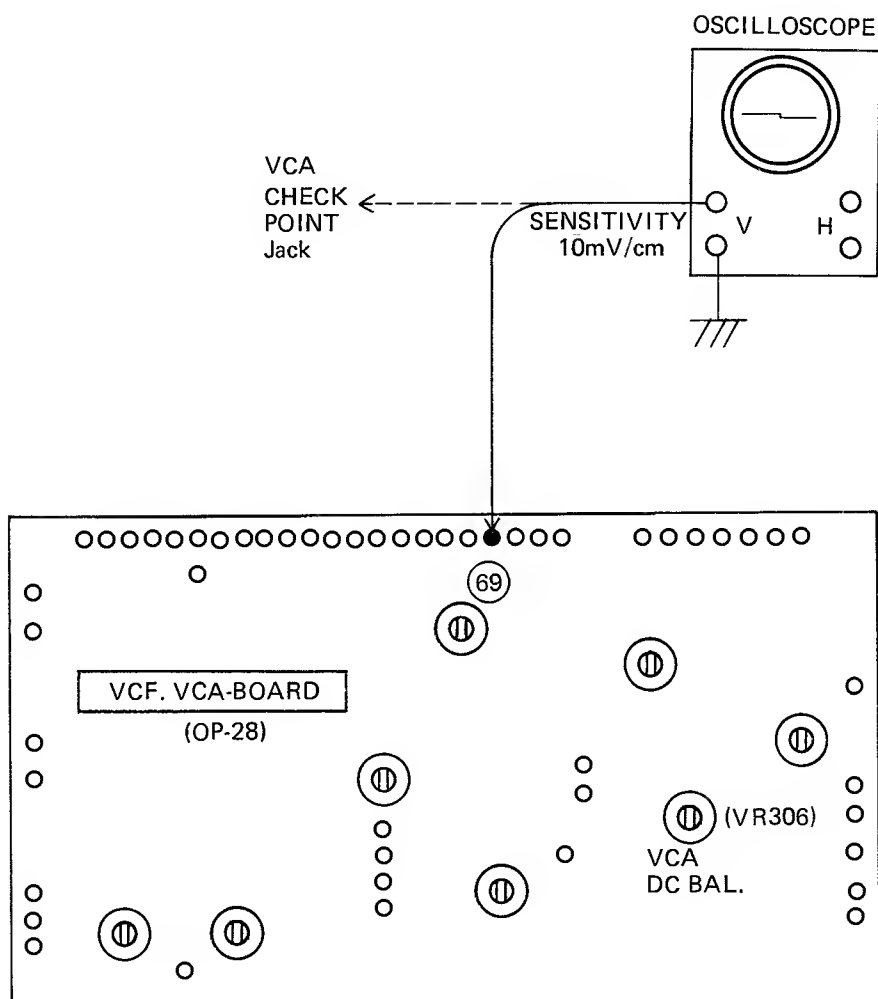 OSCILLOSCOPE
VCA
CHECK
POINT
Jack
SENSITIVITY
10mV/cm
V
H
69
VCF. VCA-BOARD
(OP-28)
(VR306)
VCA
DC BAL.